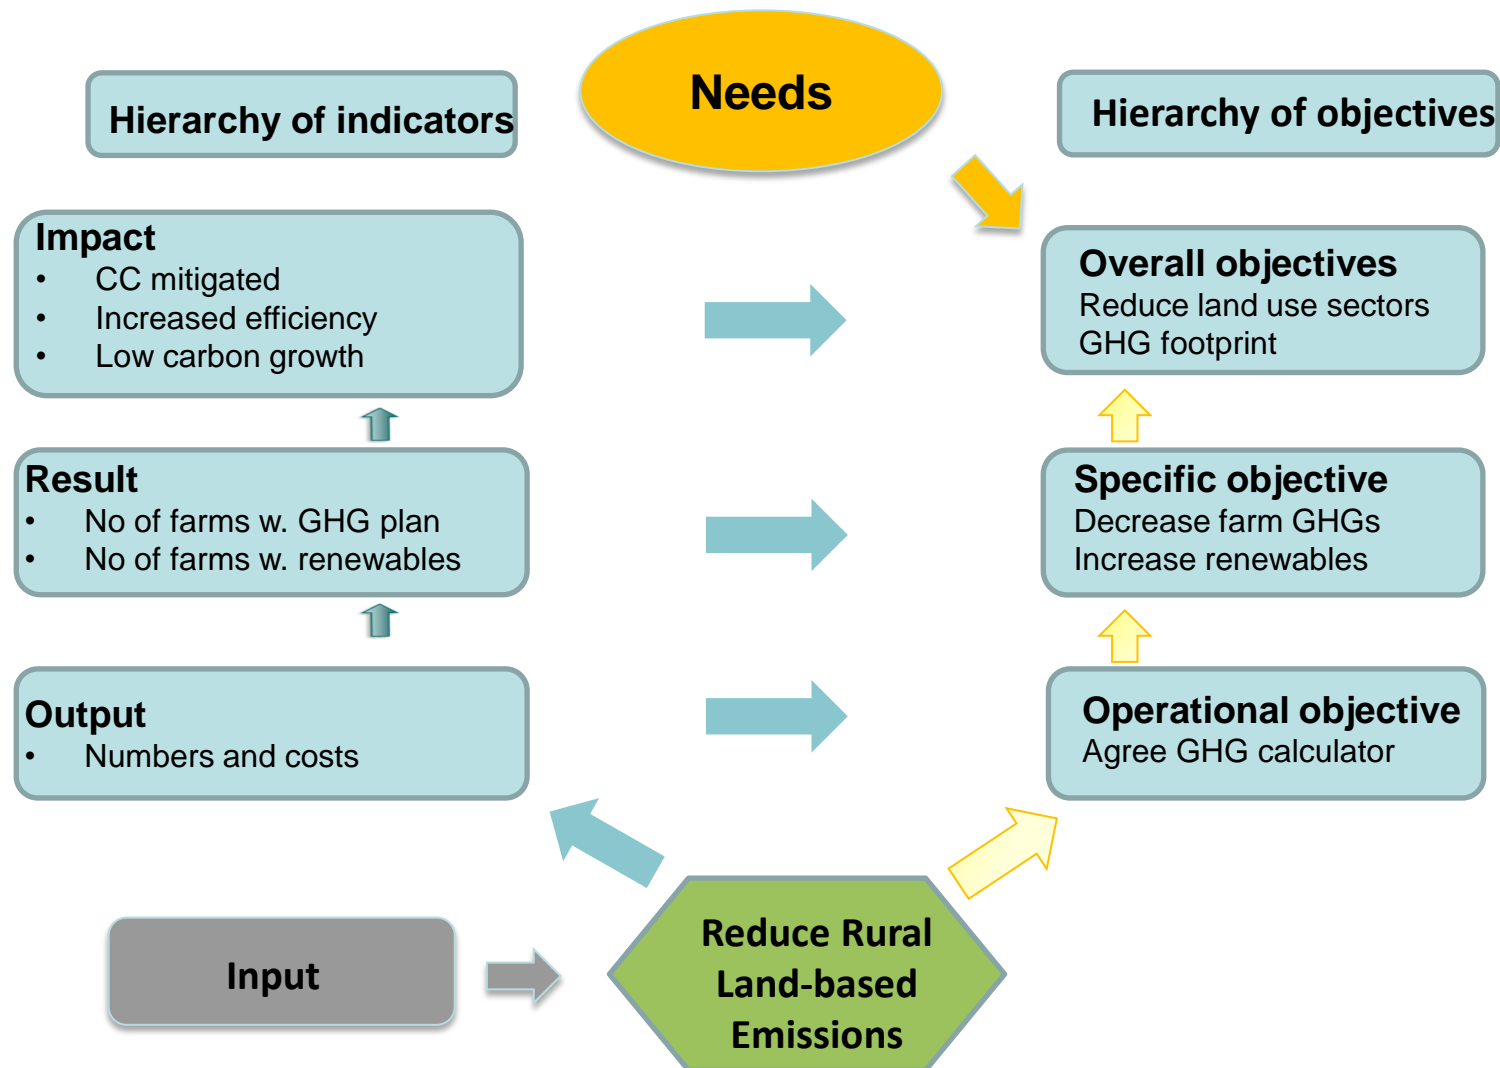 Needs
Hierarchy of indicators
Hierarchy of objectives
Impact
• CC mitigated
• Increased efficiency
• Low carbon growth
Overall objectives
Reduce land use sectors
GHG footprint
Result
• No of farms w. GHG plan
• No of farms w. renewables
Specific objective
Decrease farm GHGs
Increase renewables
Output
• Numbers and costs
Operational objective
Agree GHG calculator
Input
Reduce Rural
Land-based
Emissions